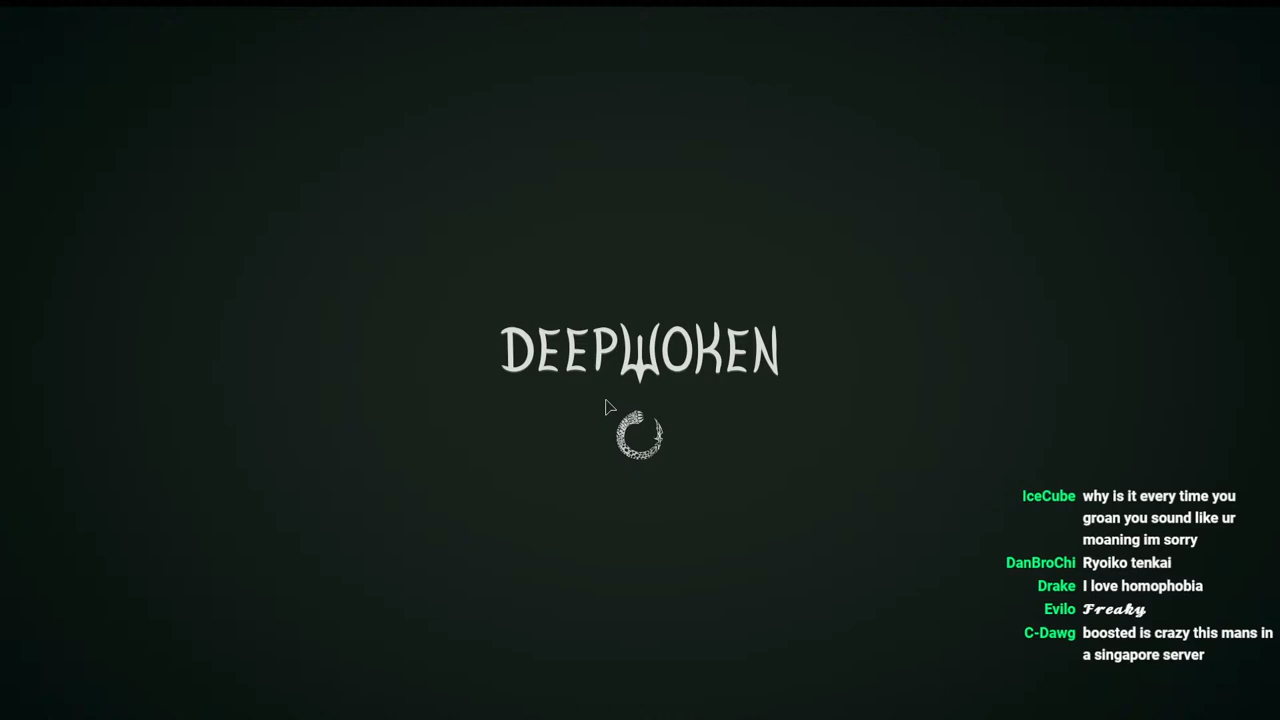 DEEPWOKEN
IceCube why is it every time you
groan you sound like ur
moaning im sorry
DanBroChi Ryoiko tenkai
Drake I love homophobia
Evilo 𝓕𝓻𝓮𝓪𝓴𝔂
C-Dawg boosted is crazy this mans in
a singapore server